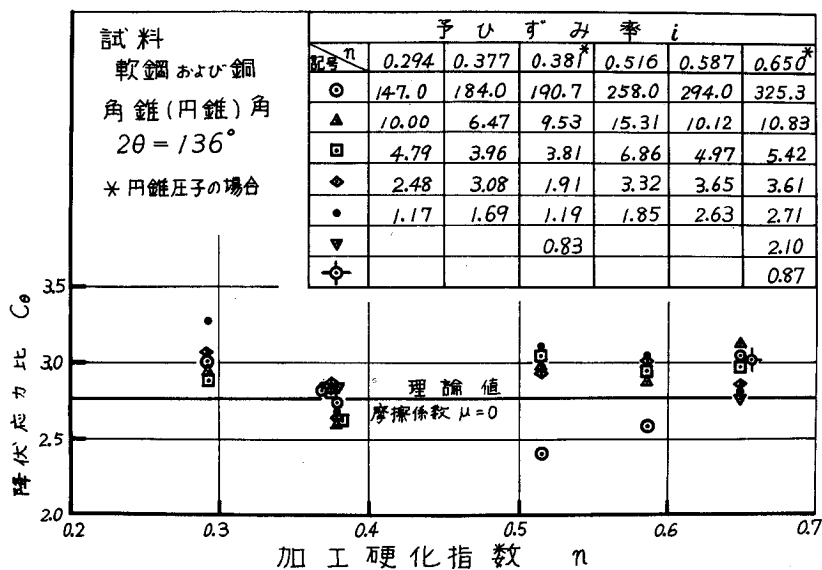 試料
軟鋼および銅
角錐(円錐)角
2θ=136°
*円錐圧子の場合
予ひずみ率 i
記号 n 0.294 0.377 0.381* 0.516 0.587 0.650*
147.0 184.0 190.7 258.0 294.0 325.3
10.00 6.47 9.53 15.31 10.12 10.83
4.79 3.96 3.81 6.86 4.97 5.42
2.48 3.08 1.91 3.32 3.65 3.61
1.17 1.69 1.19 1.85 2.63 2.71
0.83 2.10
0.87
降伏応力比 Cθ
3.5
3.0
2.5
2.0
理論値
摩擦係数 μ=0
0.2 0.3 0.4 0.5 0.6 0.7
加工硬化指数 n